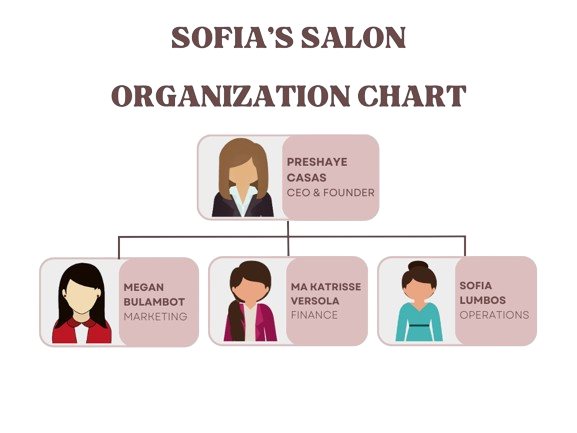 SOFIA'S SALON
ORGANIZATION CHART
PRESHAYE
CASAS
CEO & FOUNDER
MEGAN
BULAMBOT
MARKETING
MA KATRISSE
VERSOLA
FINANCE
SOFIA
LUMBOS
OPERATIONS